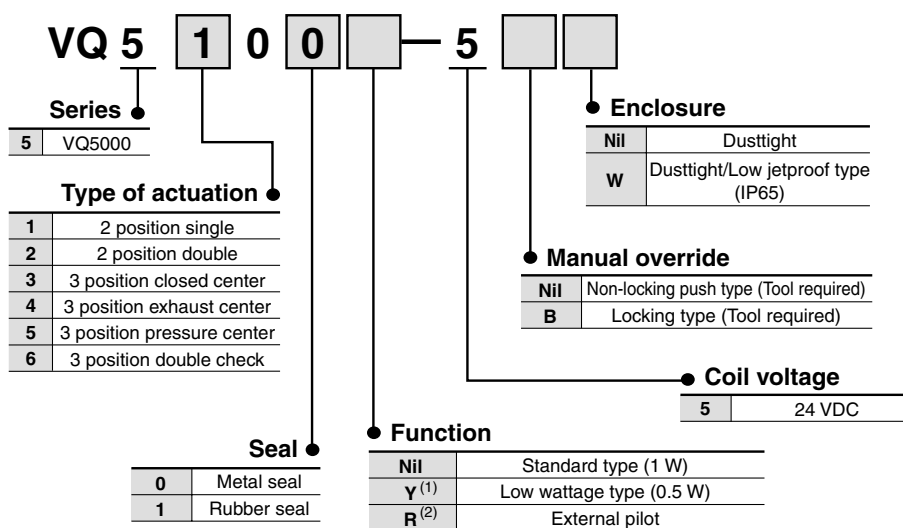 VQ 5 1 0 0 — 5
Series
5 VQ5000
Type of actuation
1 2 position single
2 2 position double
3 3 position closed center
4 3 position exhaust center
5 3 position pressure center
6 3 position double check
Seal
0 Metal seal
1 Rubber seal
Function
Nil Standard type (1 W)
Y (1) Low wattage type (0.5 W)
R (2) External pilot
Coil voltage
5 24 VDC
Manual override
Nil Non-locking push type (Tool required)
B Locking type (Tool required)
Enclosure
Nil Dusttight
W Dusttight/Low jetproof type
(IP65)